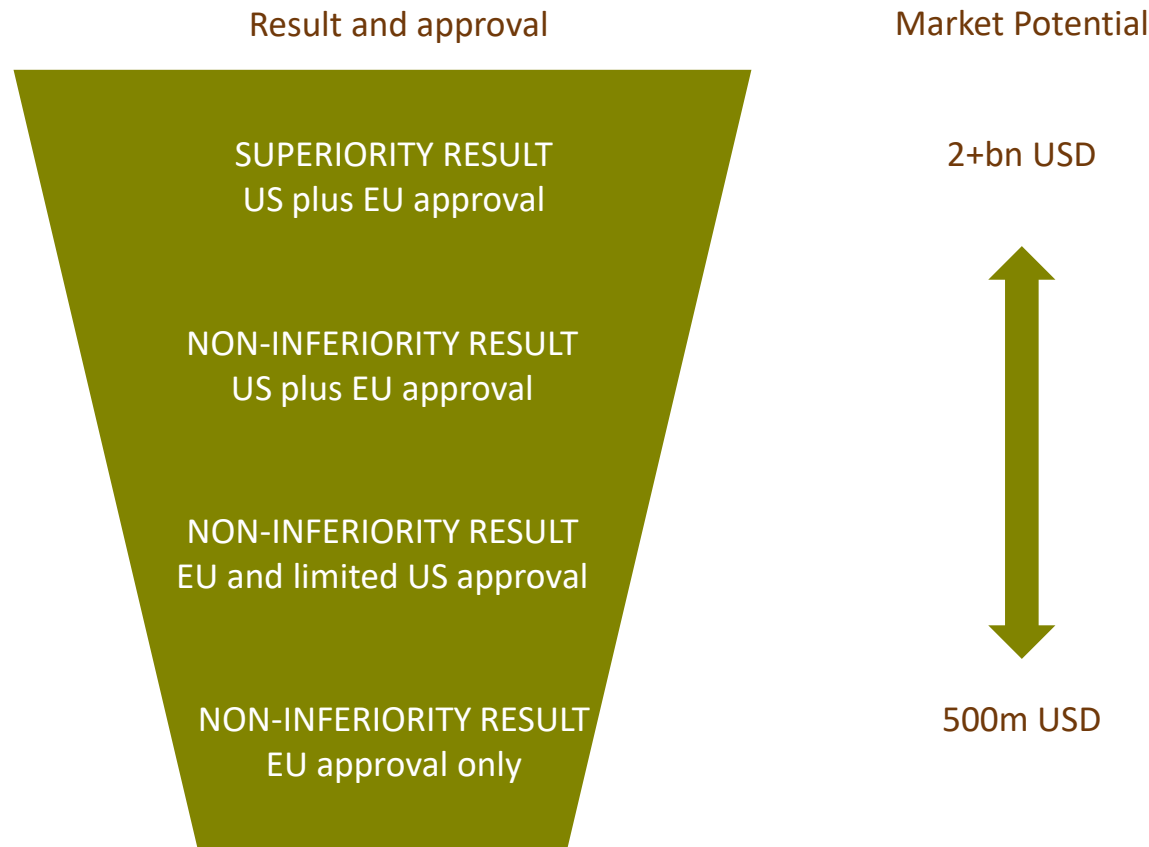 Result and approval
Market Potential
SUPERIORITY RESULT
US plus EU approval
2+bn USD
NON-INFERIORITY RESULT
US plus EU approval
NON-INFERIORITY RESULT
EU and limited US approval
NON-INFERIORITY RESULT
EU approval only
500m USD